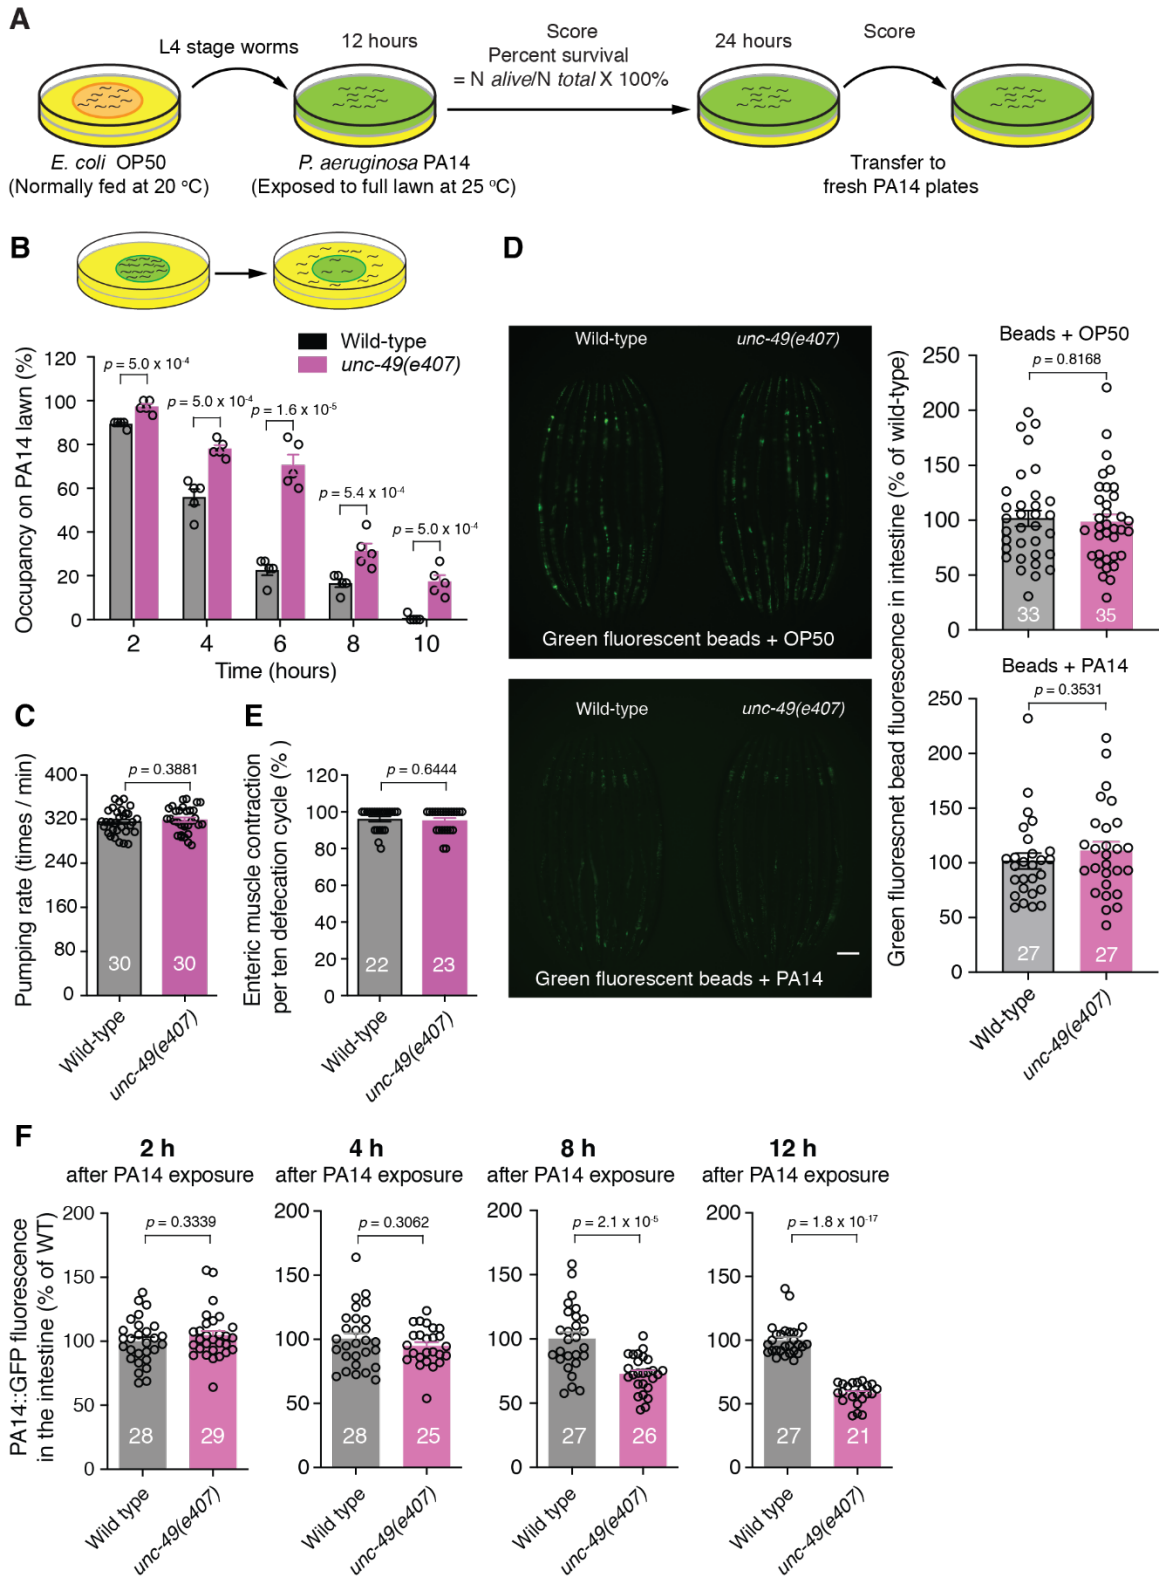 A
L4 stage worms
12 hours
Score
Percent survival
= N alive/N total X 100%
24 hours
Score
E. coli OP50
(Normally fed at 20 °C)
P. aeruginosa PA14
(Exposed to full lawn at 25 °C)
Transfer to
fresh PA14 plates
B
Wild-type
unc-49(e407)
Occupancy on PA14 lawn (%)
120
100
80
60
40
20
0
p = 5.0 x 10-4
p = 5.0 x 10-4
p = 1.6 x 10-5
p = 5.4 x 10-4
p = 5.0 x 10-4
2 4 6 8 10
Time (hours)
C
Pumping rate (times / min)
400
320
240
160
80
0
p = 0.3881
30 30
Wild-type
unc-49(e407)
D
Wild-type unc-49(e407)
Green fluorescent beads + OP50
Wild-type unc-49(e407)
Green fluorescent beads + PA14
Green fluorescnet bead fluorescence in intestine (% of wild-type)
Beads + OP50
p = 0.8168
250
200
150
100
50
0
33 35
Beads + PA14
p = 0.3531
250
200
150
100
50
0
27 27
Wild-type
unc-49(e407)
E
Enteric muscle contraction
per ten defecation cycle (%)
120
100
80
60
40
20
0
p = 0.6444
22 23
Wild-type
unc-49(e407)
F
PA14::GFP fluorescence
in the intestine (% of WT)
2 h
after PA14 exposure
200
150
100
50
0
p = 0.3339
28 29
Wild type
unc-49(e407)
4 h
after PA14 exposure
200
150
100
50
0
p = 0.3062
28 25
Wild type
unc-49(e407)
8 h
after PA14 exposure
200
150
100
50
0
p = 2.1 x 10-5
27 26
Wild type
unc-49(e407)
12 h
after PA14 exposure
200
150
100
50
0
p = 1.8 x 10-17
27 21
Wild type
unc-49(e407)